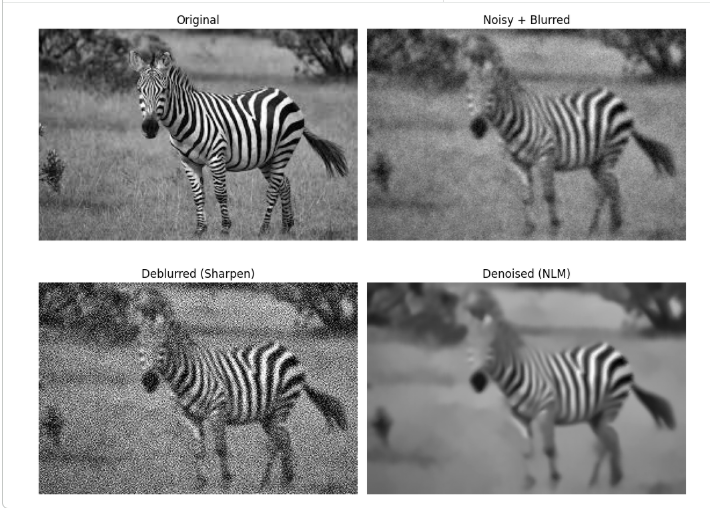 Original
Noisy + Blurred
Deblurred (Sharpen)
Denoised (NLM)